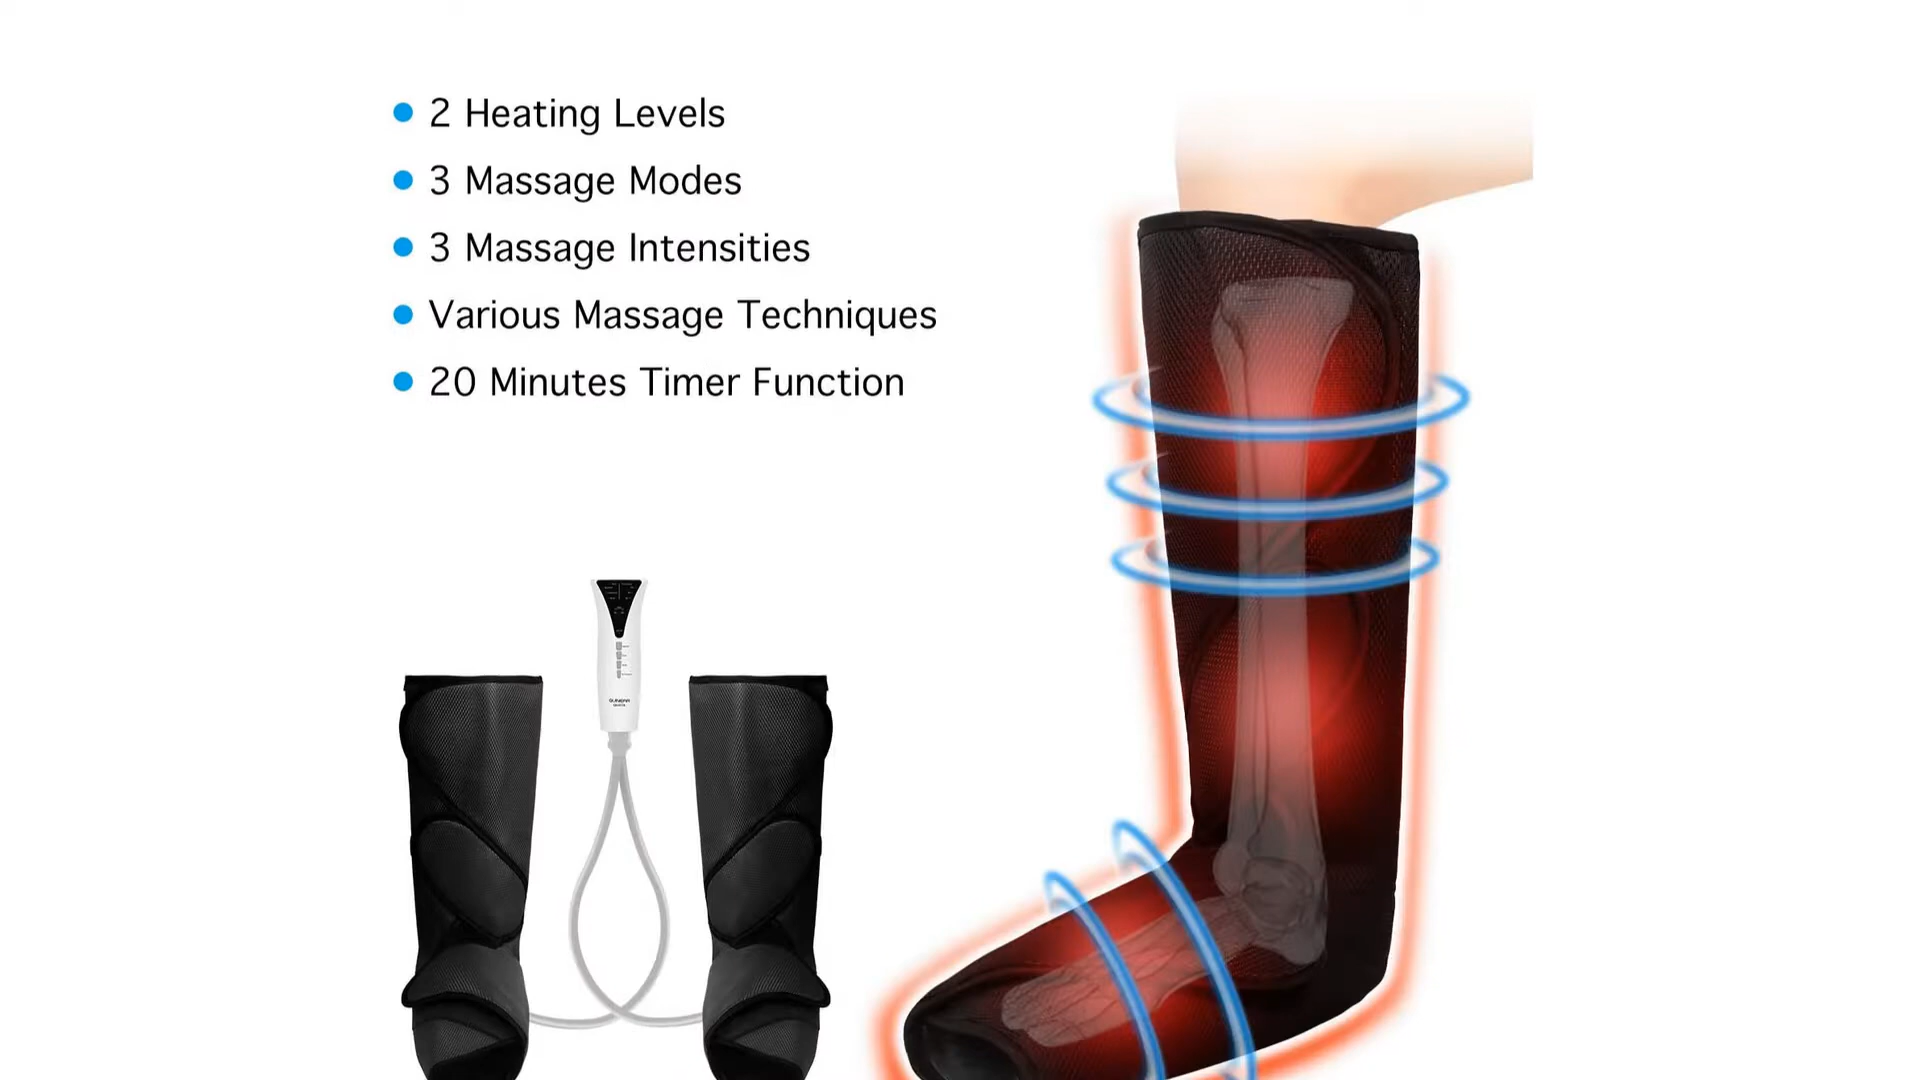 2 Heating Levels
3 Massage Modes
3 Massage Intensities
Various Massage Techniques
20 Minutes Timer Function